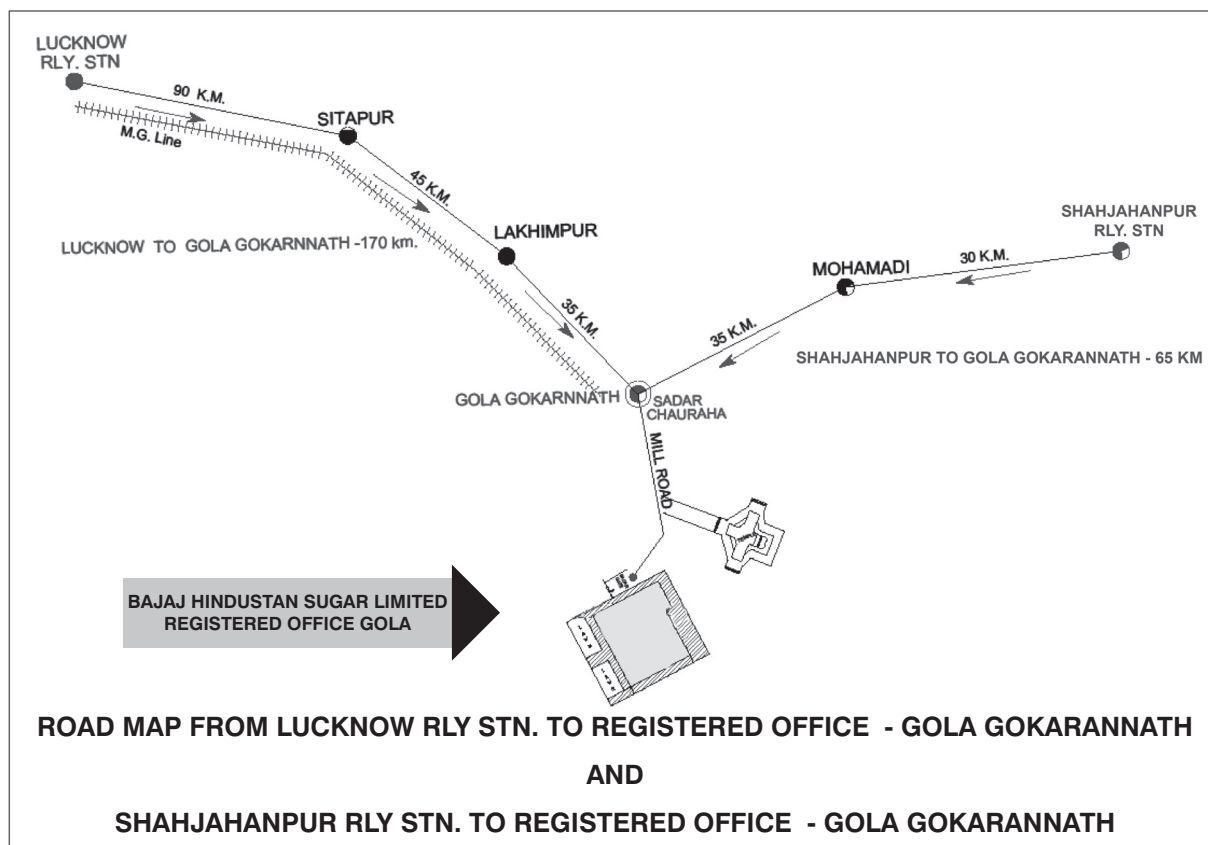 LUCKNOW
RLY. STN
90 K.M.
M.G. Line
SITAPUR
45 K.M.
LUCKNOW TO GOLA GOKARNNATH -170 km.
LAKHIMPUR
35 K.M.
SHAHJAHANPUR
RLY. STN
30 K.M.
MOHAMADI
35 K.M.
SHAHJAHANPUR TO GOLA GOKARANNATH - 65 KM
GOLA GOKARNNATH
SADAR
CHAURAHA
MILL ROAD
BAJAJ HINDUSTAN SUGAR LIMITED
REGISTERED OFFICE GOLA
ROAD MAP FROM LUCKNOW RLY STN. TO REGISTERED OFFICE - GOLA GOKARANNATH
AND
SHAHJAHANPUR RLY STN. TO REGISTERED OFFICE - GOLA GOKARANNATH